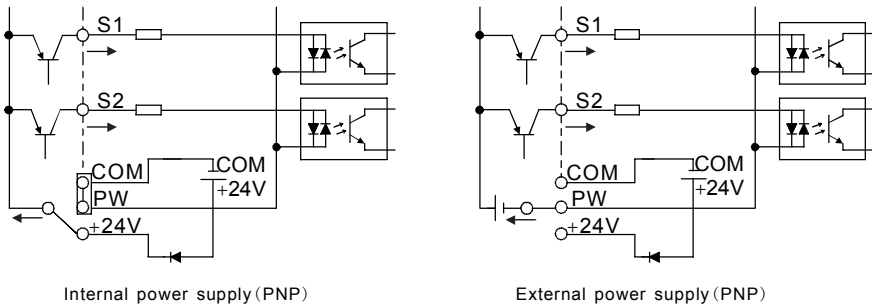 S1
S2
COM
COM
+24V
PW
+24V
Internal power supply（PNP）
S1
S2
COM
COM
+24V
PW
+24V
External power supply（PNP）